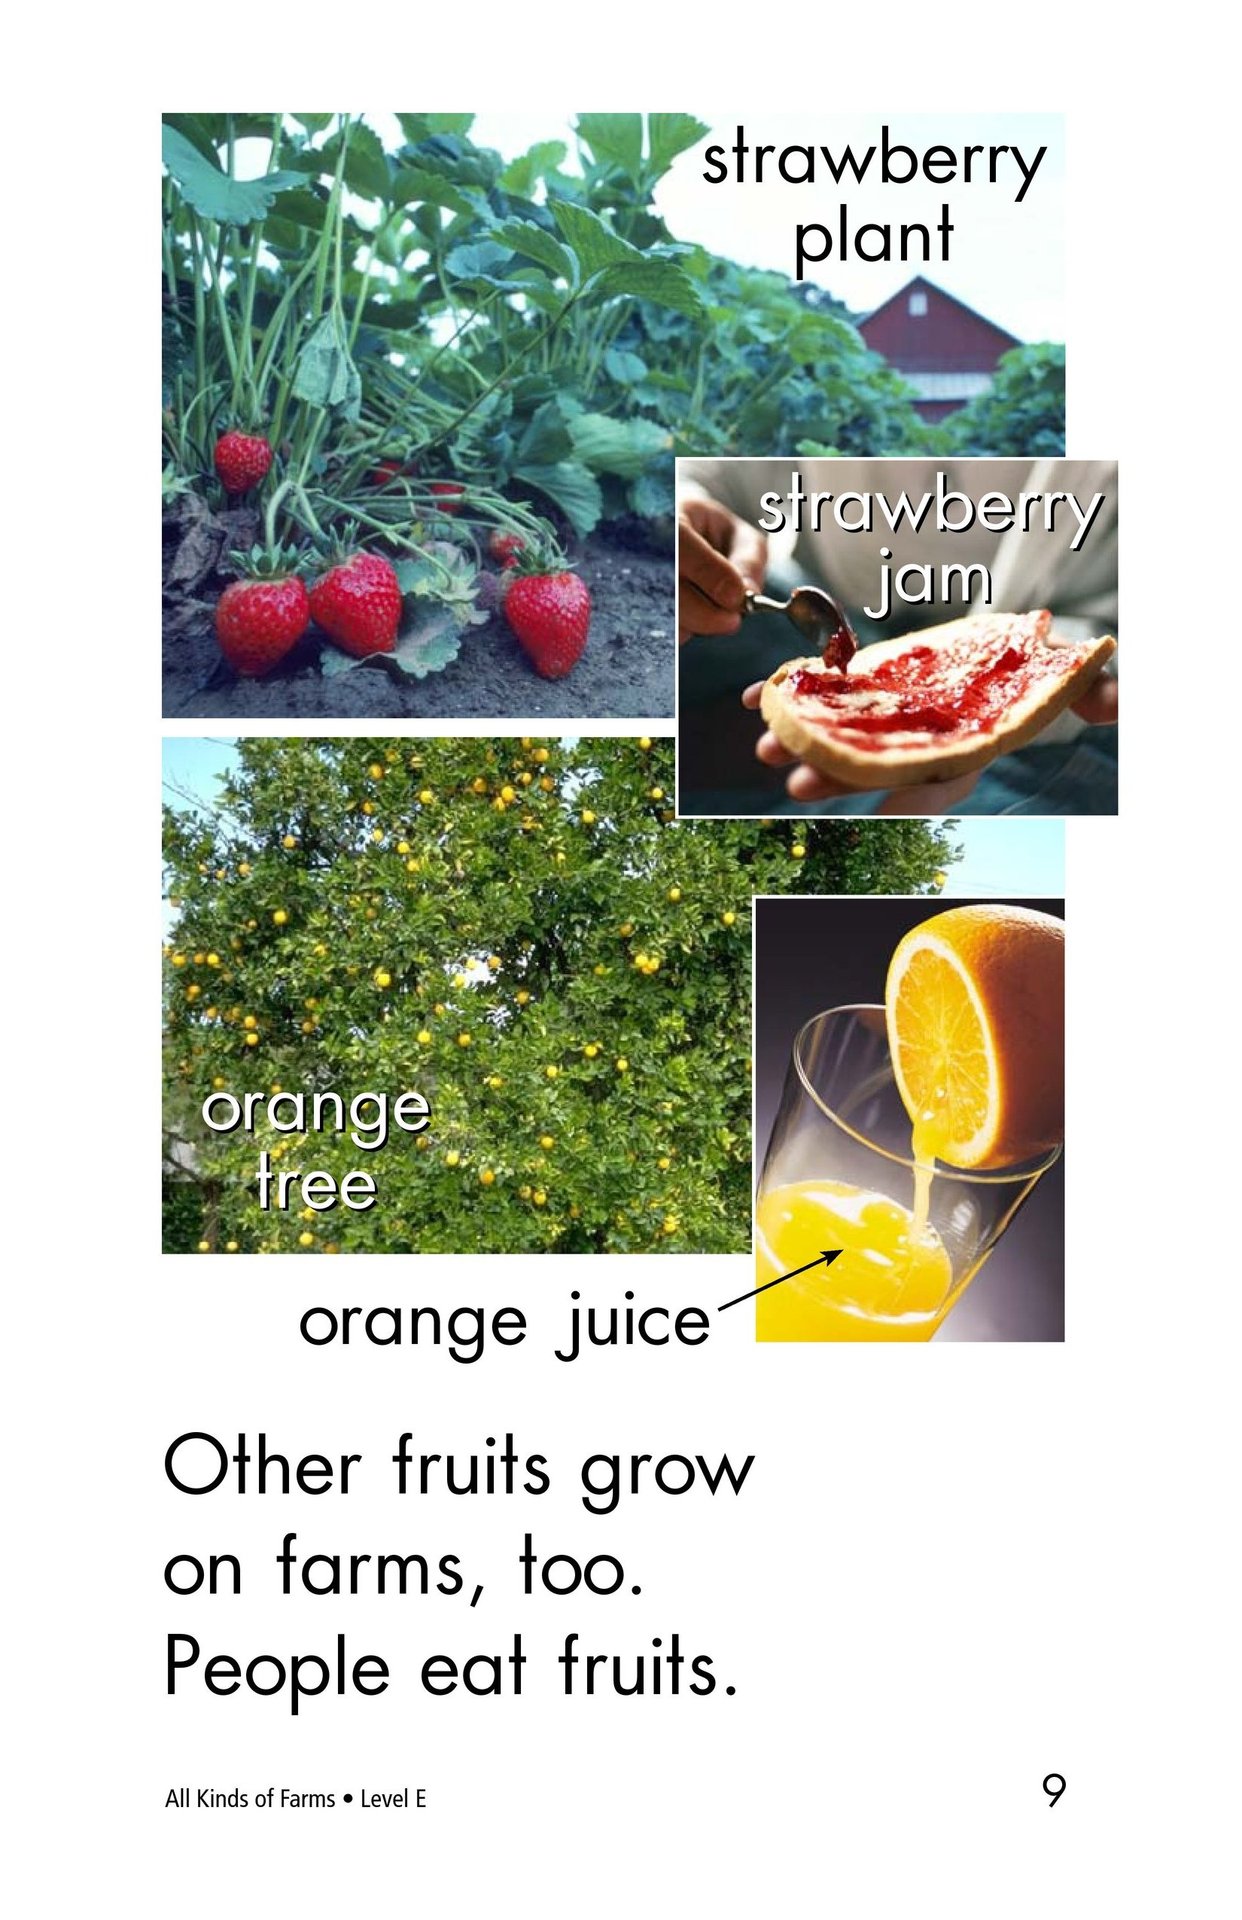 strawberry
plant
strawberry
jam
orange
tree
orange juice
Other fruits grow
on farms, too.
People eat fruits.
All Kinds of Farms • Level E
9